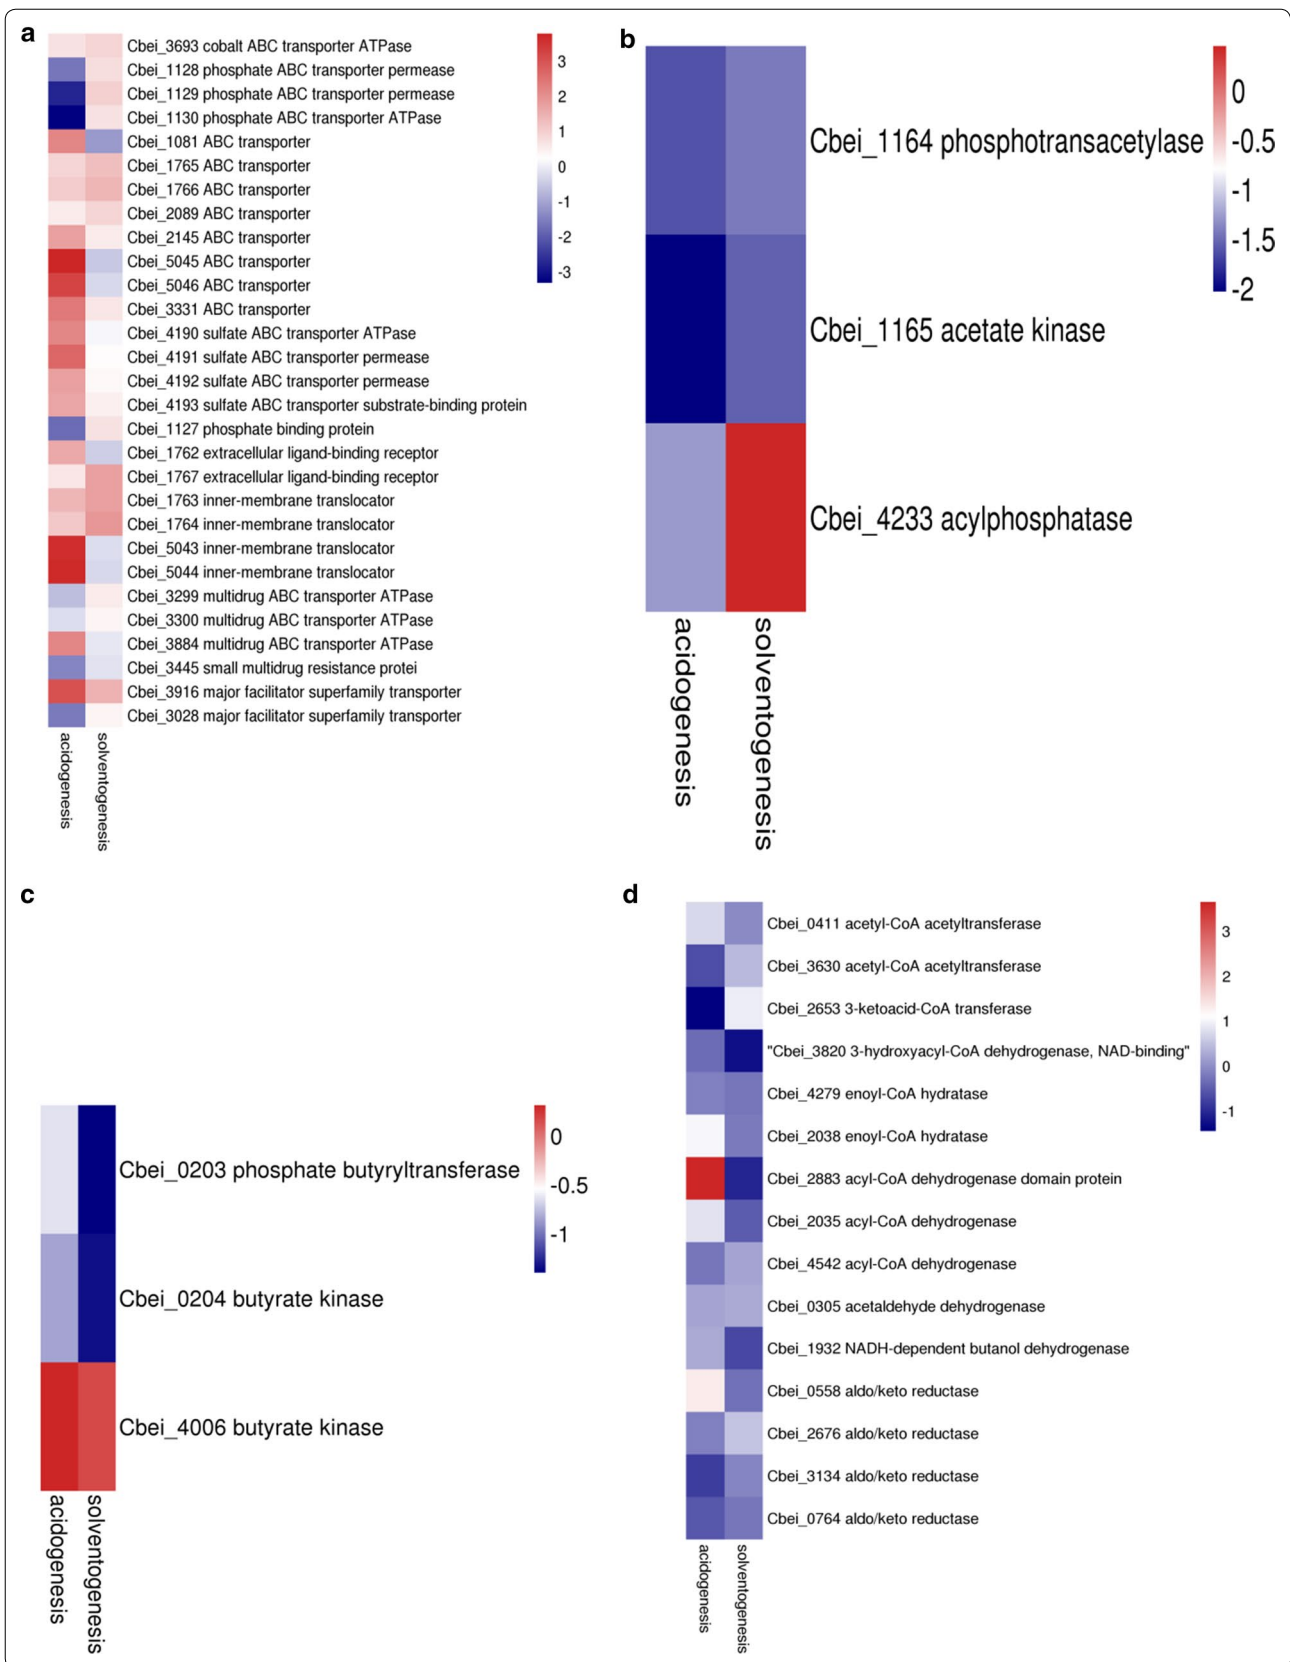 a
Cbei_3693 cobalt ABC transporter ATPase
Cbei_1128 phosphate ABC transporter permease
Cbei_1129 phosphate ABC transporter permease
Cbei_1130 phosphate ABC transporter ATPase
Cbei_1081 ABC transporter
Cbei_1765 ABC transporter
Cbei_1766 ABC transporter
Cbei_2089 ABC transporter
Cbei_2145 ABC transporter
Cbei_5045 ABC transporter
Cbei_5046 ABC transporter
Cbei_3331 ABC transporter
Cbei_4190 sulfate ABC transporter ATPase
Cbei_4191 sulfate ABC transporter permease
Cbei_4192 sulfate ABC transporter permease
Cbei_4193 sulfate ABC transporter substrate-binding protein
Cbei_1127 phosphate binding protein
Cbei_1762 extracellular ligand-binding receptor
Cbei_1767 extracellular ligand-binding receptor
Cbei_1763 inner-membrane translocator
Cbei_1764 inner-membrane translocator
Cbei_5043 inner-membrane translocator
Cbei_5044 inner-membrane translocator
Cbei_3299 multidrug ABC transporter ATPase
Cbei_3300 multidrug ABC transporter ATPase
Cbei_3884 multidrug ABC transporter ATPase
Cbei_3445 small multidrug resistance protei
Cbei_3916 major facilitator superfamily transporter
Cbei_3028 major facilitator superfamily transporter
acidogenesis
solventogenesis
3
2
1
0
-1
-2
-3
b
Cbei_1164 phosphotransacetylase
Cbei_1165 acetate kinase
Cbei_4233 acylphosphatase
acidogenesis
solventogenesis
0
-0.5
-1
-1.5
-2
c
Cbei_0203 phosphate butyryltransferase
Cbei_0204 butyrate kinase
Cbei_4006 butyrate kinase
acidogenesis
solventogenesis
0
-0.5
-1
d
Cbei_0411 acetyl-CoA acetyltransferase
Cbei_3630 acetyl-CoA acetyltransferase
Cbei_2653 3-ketoacid-CoA transferase
"Cbei_3820 3-hydroxyacyl-CoA dehydrogenase, NAD-binding"
Cbei_4279 enoyl-CoA hydratase
Cbei_2038 enoyl-CoA hydratase
Cbei_2883 acyl-CoA dehydrogenase domain protein
Cbei_2035 acyl-CoA dehydrogenase
Cbei_4542 acyl-CoA dehydrogenase
Cbei_0305 acetaldehyde dehydrogenase
Cbei_1932 NADH-dependent butanol dehydrogenase
Cbei_0558 aldo/keto reductase
Cbei_2676 aldo/keto reductase
Cbei_3134 aldo/keto reductase
Cbei_0764 aldo/keto reductase
acidogenesis
solventogenesis
3
2
1
0
-1